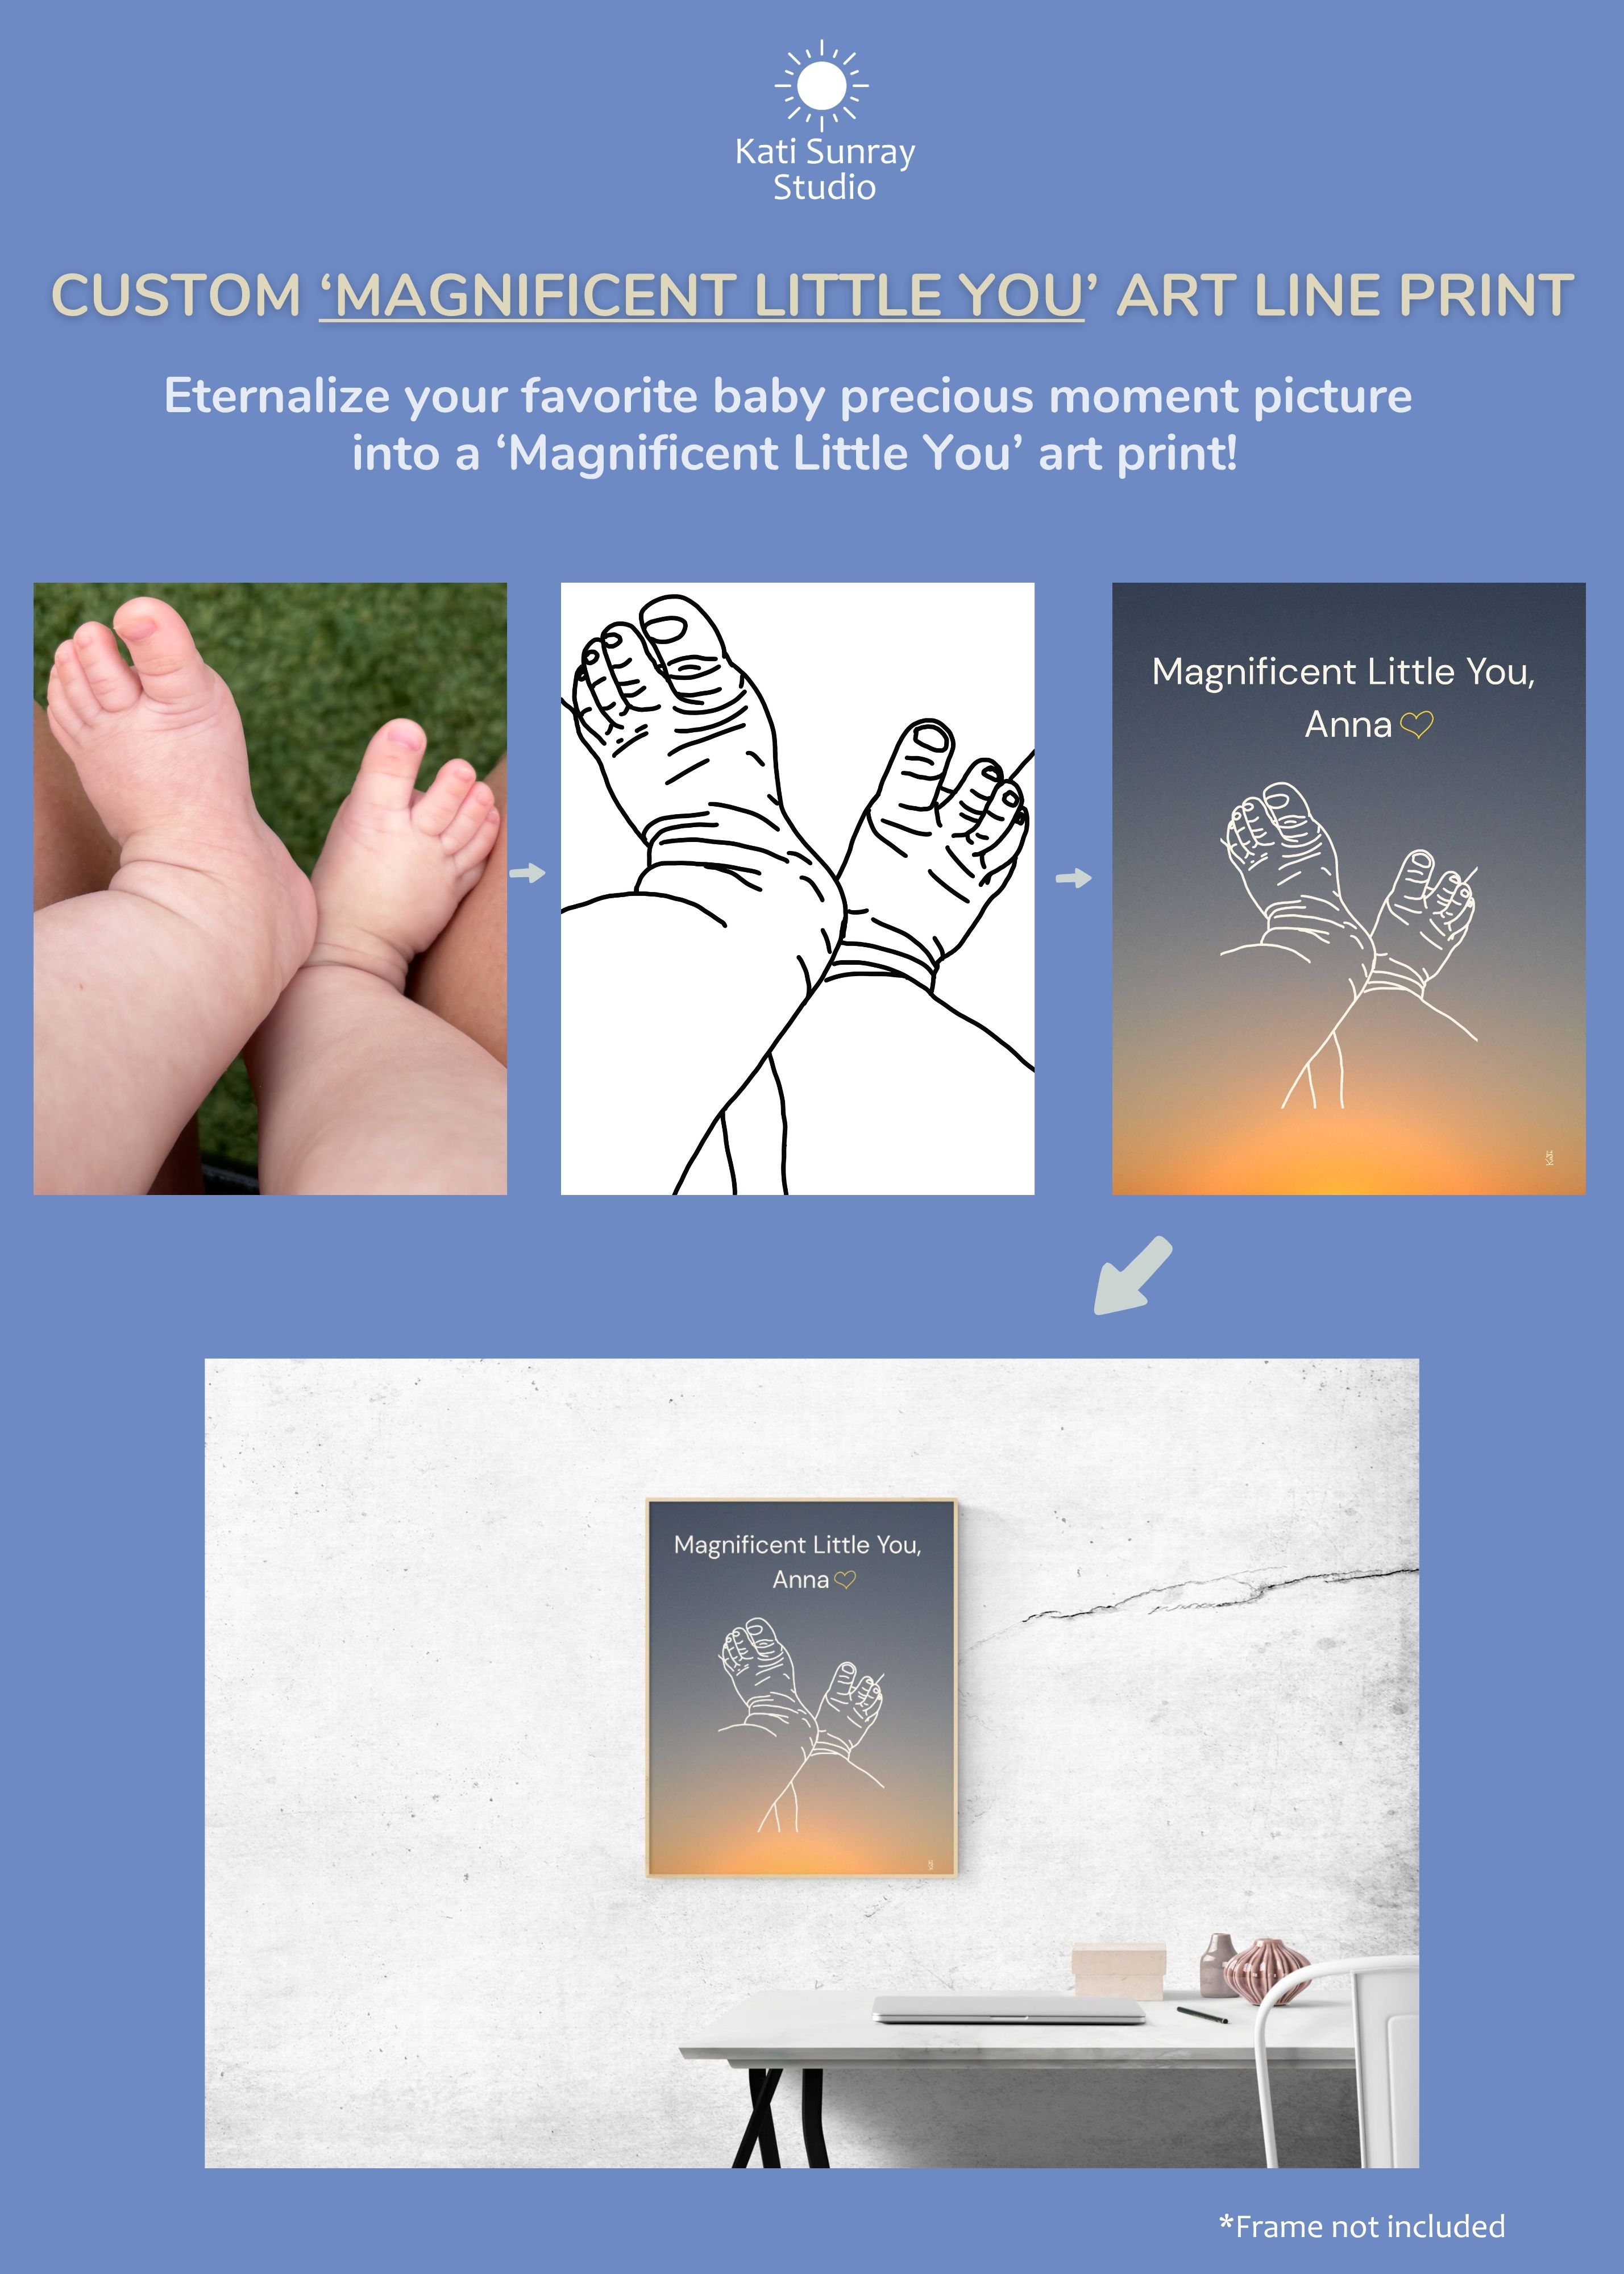 Kati Sunray
Studio
CUSTOM ‘MAGNIFICENT LITTLE YOU’ ART LINE PRINT
Eternalize your favorite baby precious moment picture
into a ‘Magnificent Little You’ art print!
Magnificent Little You,
Anna
Kati
Magnificent Little You,
Anna
*Frame not included